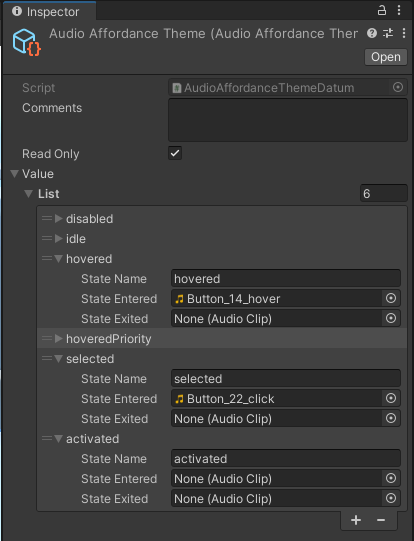 Inspector
Audio Affordance Theme (Audio Affordance Ther
Open
Script AudioAffordanceThemeDatum
Comments
Read Only
Value
List 6
disabled
idle
hovered
State Name hovered
State Entered Button_14_hover
State Exited None (Audio Clip)
hoveredPriority
selected
State Name selected
State Entered Button_22_click
State Exited None (Audio Clip)
activated
State Name activated
State Entered None (Audio Clip)
State Exited None (Audio Clip)